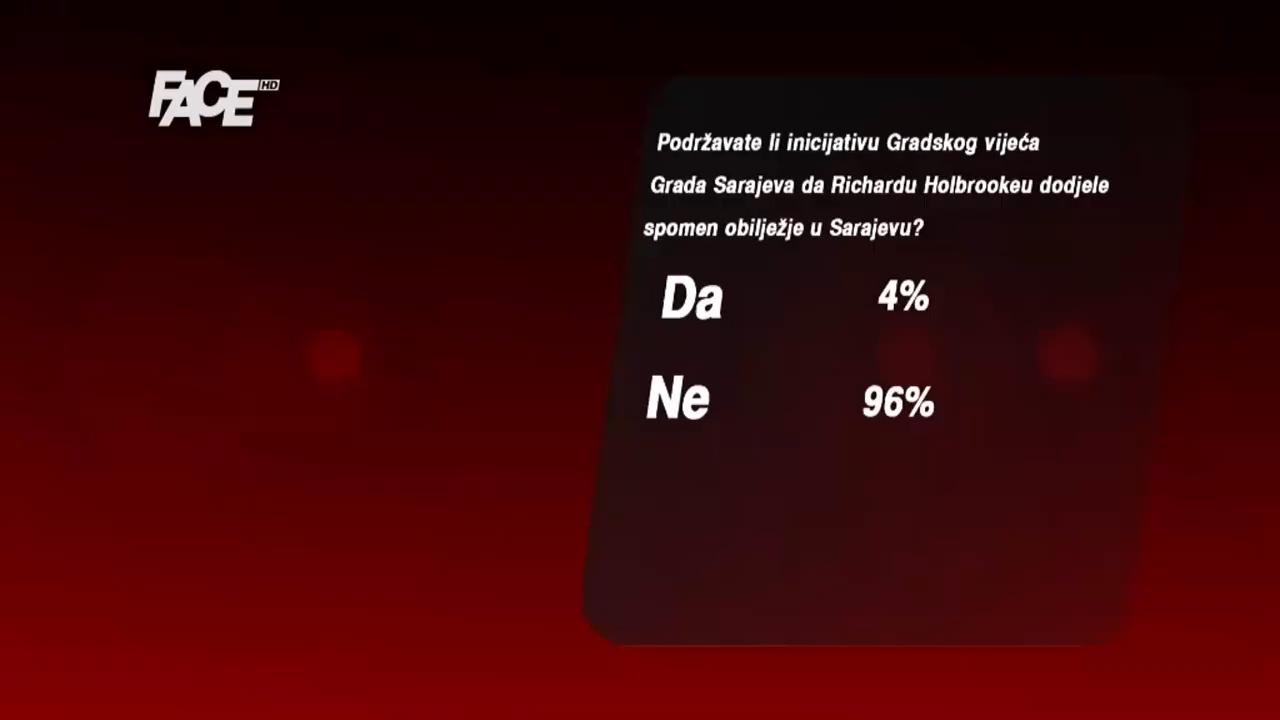 FACE HD
Podržavate li inicijativu Gradskog vijeća
Grada Sarajeva da Richardu Holbrookeu dodjele
spomen obilježje u Sarajevu?
Da 4%
Ne 96%